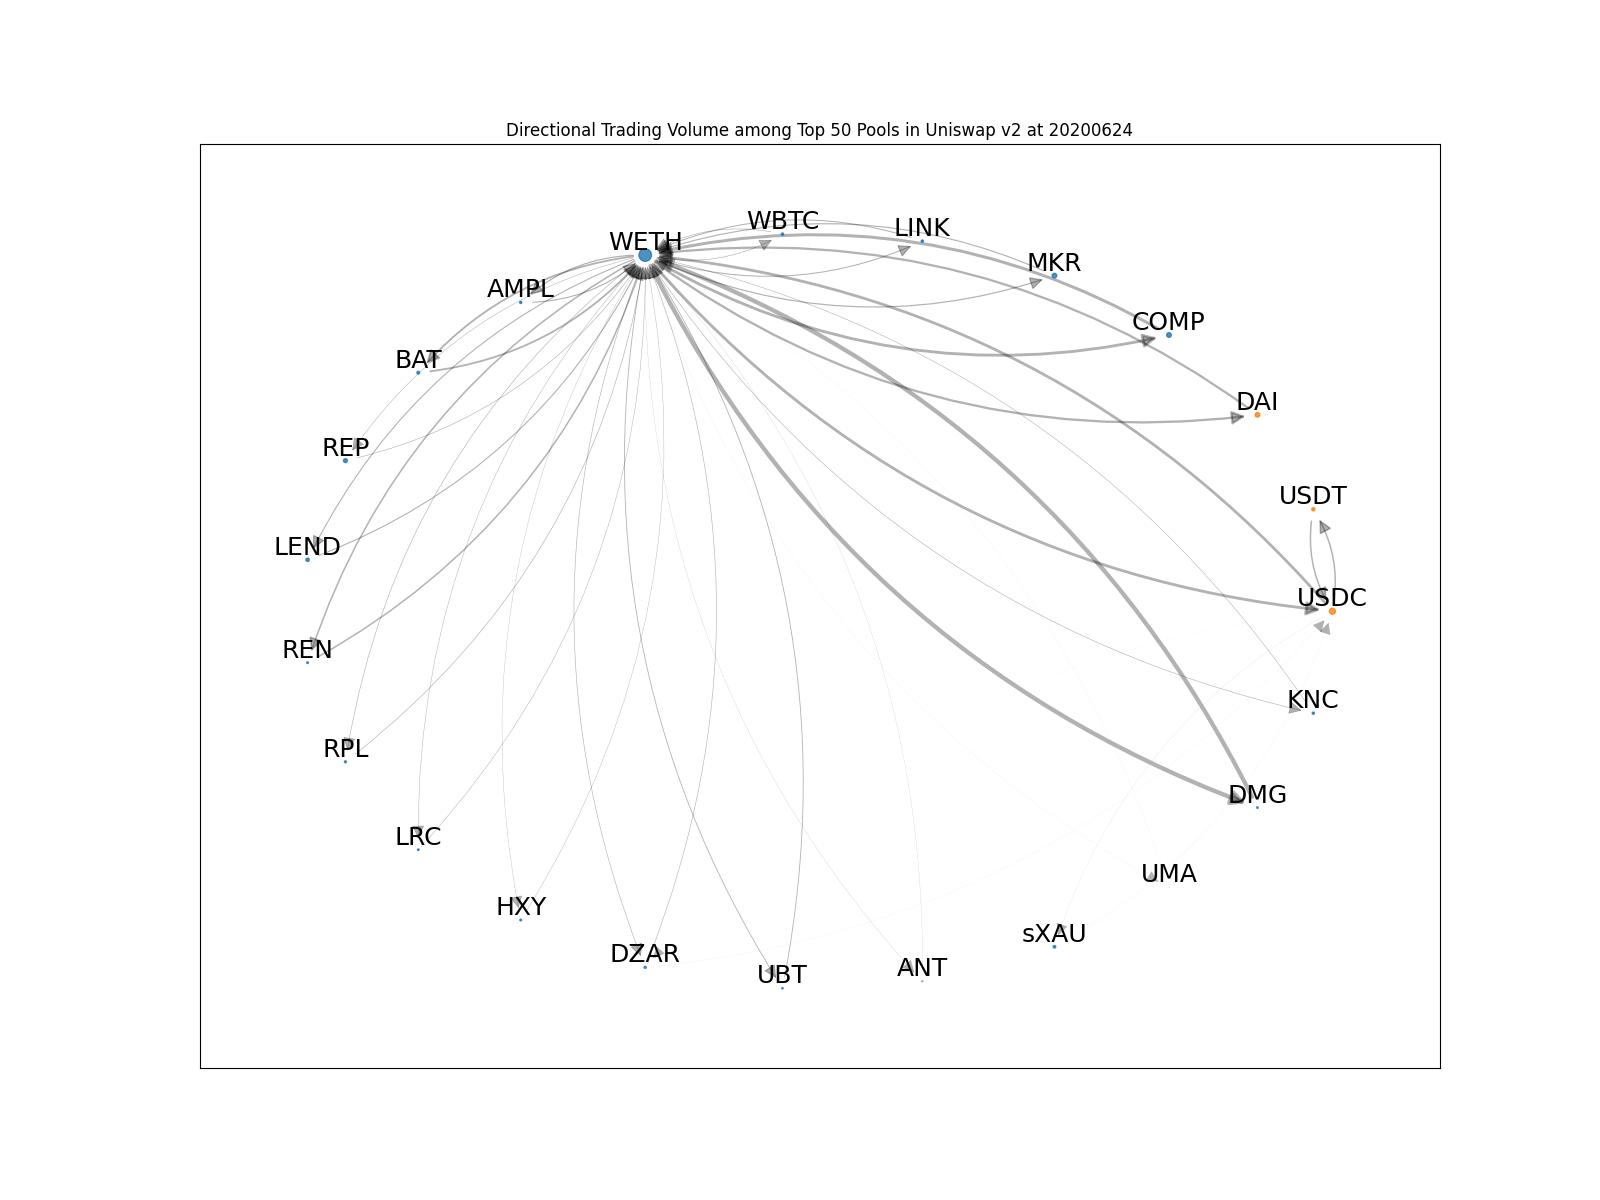 Directional Trading Volume among Top 50 Pools in Uniswap v2 at 20200624
WBTC
LINK
WETH
MKR
AMPL
COMP
BAT
DAI
REP
USDT
LEND
USDC
REN
KNC
RPL
DMG
LRC
UMA
HXY
sXAU
DZAR
ANT
UBT